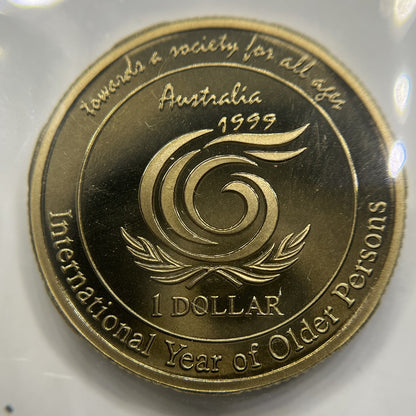 towards a society for all ages
Australia
1999
1 DOLLAR
International Year of Older Persons